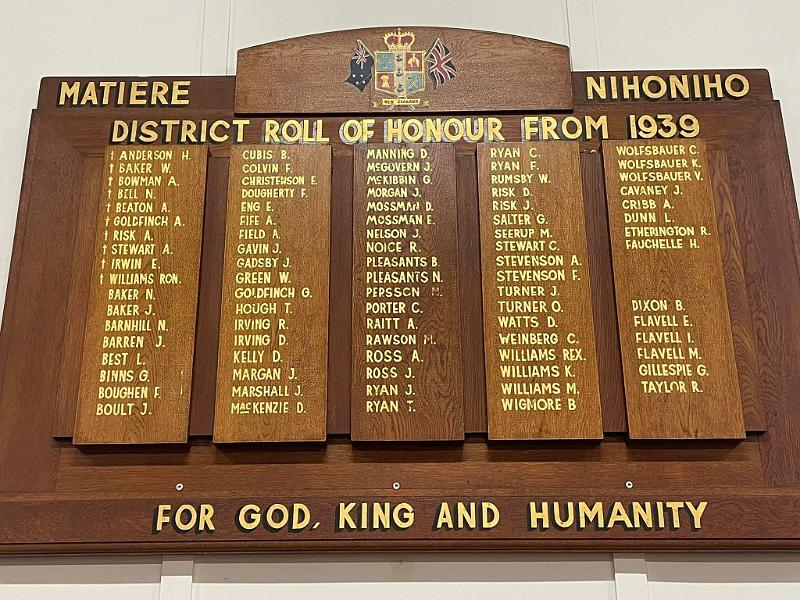 NEW ZEALAND
MATIERE NIHONIHO
DISTRICT ROLL OF HONOUR FROM 1939
† ANDERSON H.
† BAKER W.
† BOWMAN A.
† BELL N.
† BEATON A.
† GOLDFINCH A.
† RISK A.
† STEWART A.
† IRWIN E.
† WILLIAMS RON.
BAKER N.
BAKER J.
BARNHILL N.
BARREN J.
BEST L.
BINNS G.
BOUGHEN F.
BOULT J.
CUBIS B.
COLVIN F.
CHRISTENSON E.
DOUGHERTY F.
ENG E.
FIFE A.
FIELD A.
GAVIN J.
GADSBY J.
GREEN W.
GOLDFINCH G.
HOUGH T.
IRVING R.
IRVING D.
KELLY D.
MARGAN J.
MARSHALL J.
MACKENZIE D.
MANNING D.
MCGOVERN J.
MCKIBBIN G.
MORGAN J.
MOSSMAN D.
MOSSMAN E.
NELSON J.
NOICE R.
PLEASANTS B.
PLEASANTS N.
PERSSON M.
PORTER C.
RAITT A.
RAWSON M.
ROSS A.
ROSS J.
RYAN J.
RYAN T.
RYAN C.
RYAN F.
RUMSBY W.
RISK D.
RISK J.
SALTER G.
SEERUP M.
STEWART C.
STEVENSON A.
STEVENSON F.
TURNER J.
TURNER O.
WATTS D.
WEINBERG C.
WILLIAMS REX.
WILLIAMS K.
WILLIAMS M.
WIGMORE B
WOLFSBAUER C.
WOLFSBAUER K.
WOLFSBAUER V.
CAVANEY J.
CRIBB A.
DUNN L.
ETHERINGTON R.
FAUCHELLE H.
DIXON B.
FLAVELL E.
FLAVELL I.
FLAVELL M.
GILLESPIE G.
TAYLOR R.
FOR GOD, KING AND HUMANITY